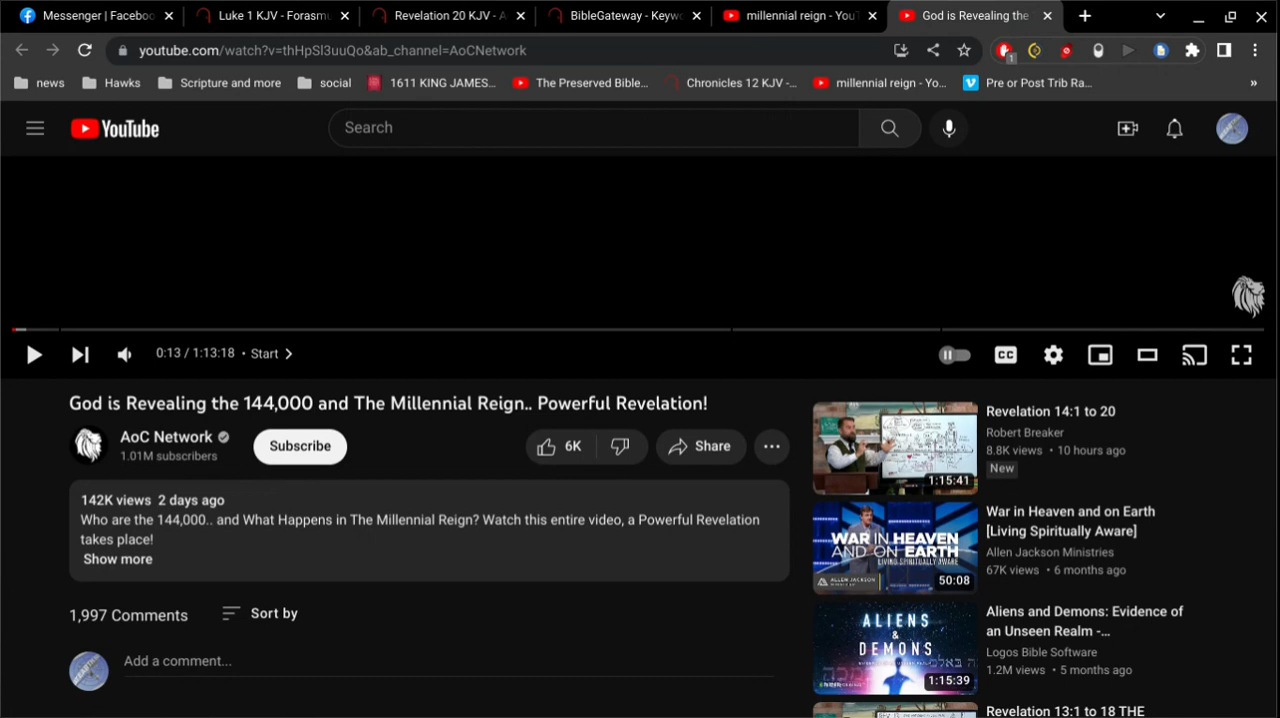 Messenger | Faceboo
Luke 1 KJV - Forasmu
Revelation 20 KJV - A
BibleGateway - Keywo
millennial reign - YouT
God is Revealing the
youtube.com/watch?v=thHpSl3uuQo&ab_channel=AoCNetwork
1
news
Hawks
Scripture and more
social
1611 KING JAMES...
The Preserved Bible...
Chronicles 12 KJV -...
millennial reign - Yo...
Pre or Post Trib Ra...
»
YouTube
Search
0:13 / 1:13:18 • Start
CC
God is Revealing the 144,000 and The Millennial Reign.. Powerful Revelation!
AoC Network
1.01M subscribers
Subscribe
6K
Share
142K views 2 days ago
Who are the 144,000.. and What Happens in The Millennial Reign? Watch this entire video, a Powerful Revelation
takes place!
Show more
1,997 Comments
Sort by
Add a comment...
1:15:41
Revelation 14:1 to 20
Robert Breaker
8.8K views • 10 hours ago
New
WAR IN HEAVEN
AND ON EARTH
LIVING SPIRITUALLY AWARE
ALLEN JACKSON
50:08
War in Heaven and on Earth
[Living Spiritually Aware]
Allen Jackson Ministries
67K views • 6 months ago
ALIENS
&
DEMONS
1:15:39
Aliens and Demons: Evidence of
an Unseen Realm -...
Logos Bible Software
1.2M views • 5 months ago
Revelation 13:1 to 18 THE